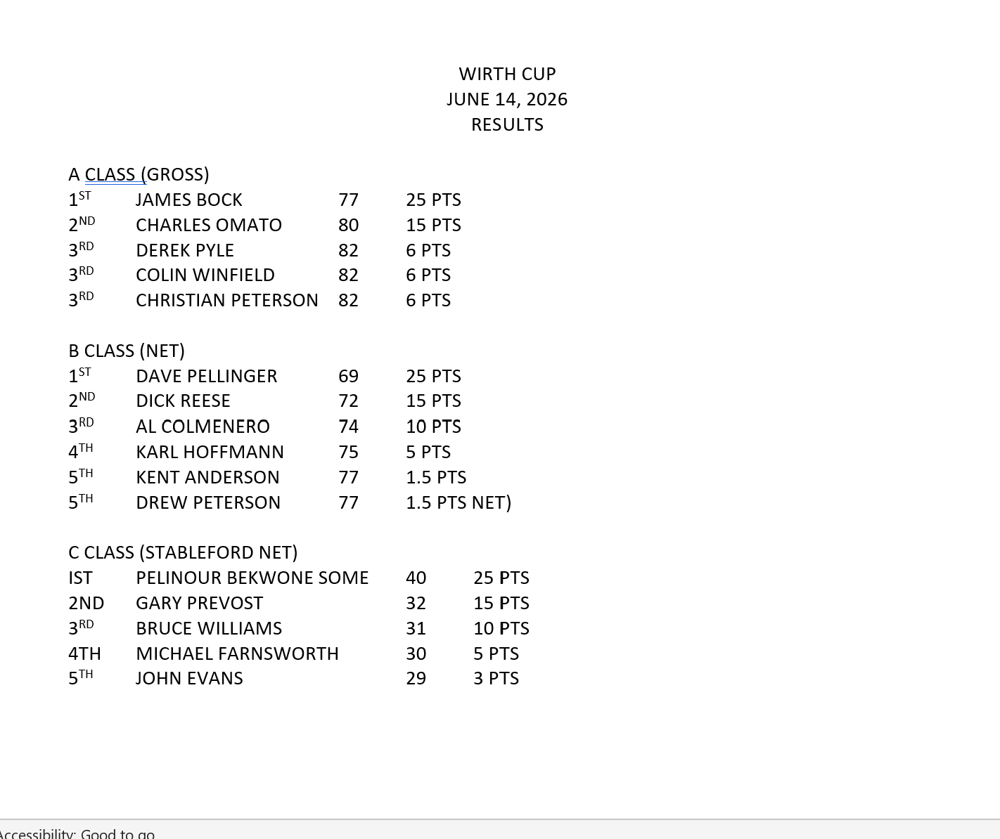 WIRTH CUP
JUNE 14, 2026
RESULTS
A CLASS (GROSS)
1ST JAMES BOCK 77 25 PTS
2ND CHARLES OMATO 80 15 PTS
3RD DEREK PYLE 82 6 PTS
3RD COLIN WINFIELD 82 6 PTS
3RD CHRISTIAN PETERSON 82 6 PTS
B CLASS (NET)
1ST DAVE PELLINGER 69 25 PTS
2ND DICK REESE 72 15 PTS
3RD AL COLMENERO 74 10 PTS
4TH KARL HOFFMANN 75 5 PTS
5TH KENT ANDERSON 77 1.5 PTS
5TH DREW PETERSON 77 1.5 PTS NET)
C CLASS (STABLEFORD NET)
IST PELINOUR BEKWONE SOME 40 25 PTS
2ND GARY PREVOST 32 15 PTS
3RD BRUCE WILLIAMS 31 10 PTS
4TH MICHAEL FARNSWORTH 30 5 PTS
5TH JOHN EVANS 29 3 PTS
Accessibility: Good to go